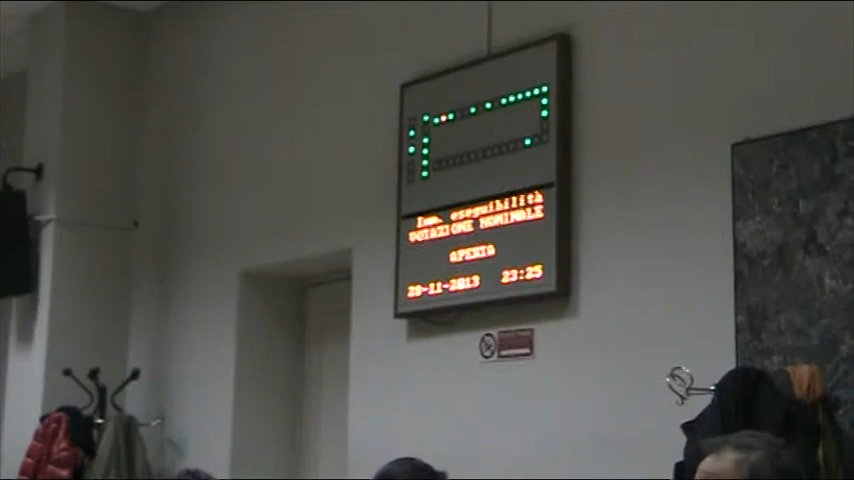 Imm. eseguibilità
VOTAZIONE NOMINALE
APERTA
28-11-2013 23:25